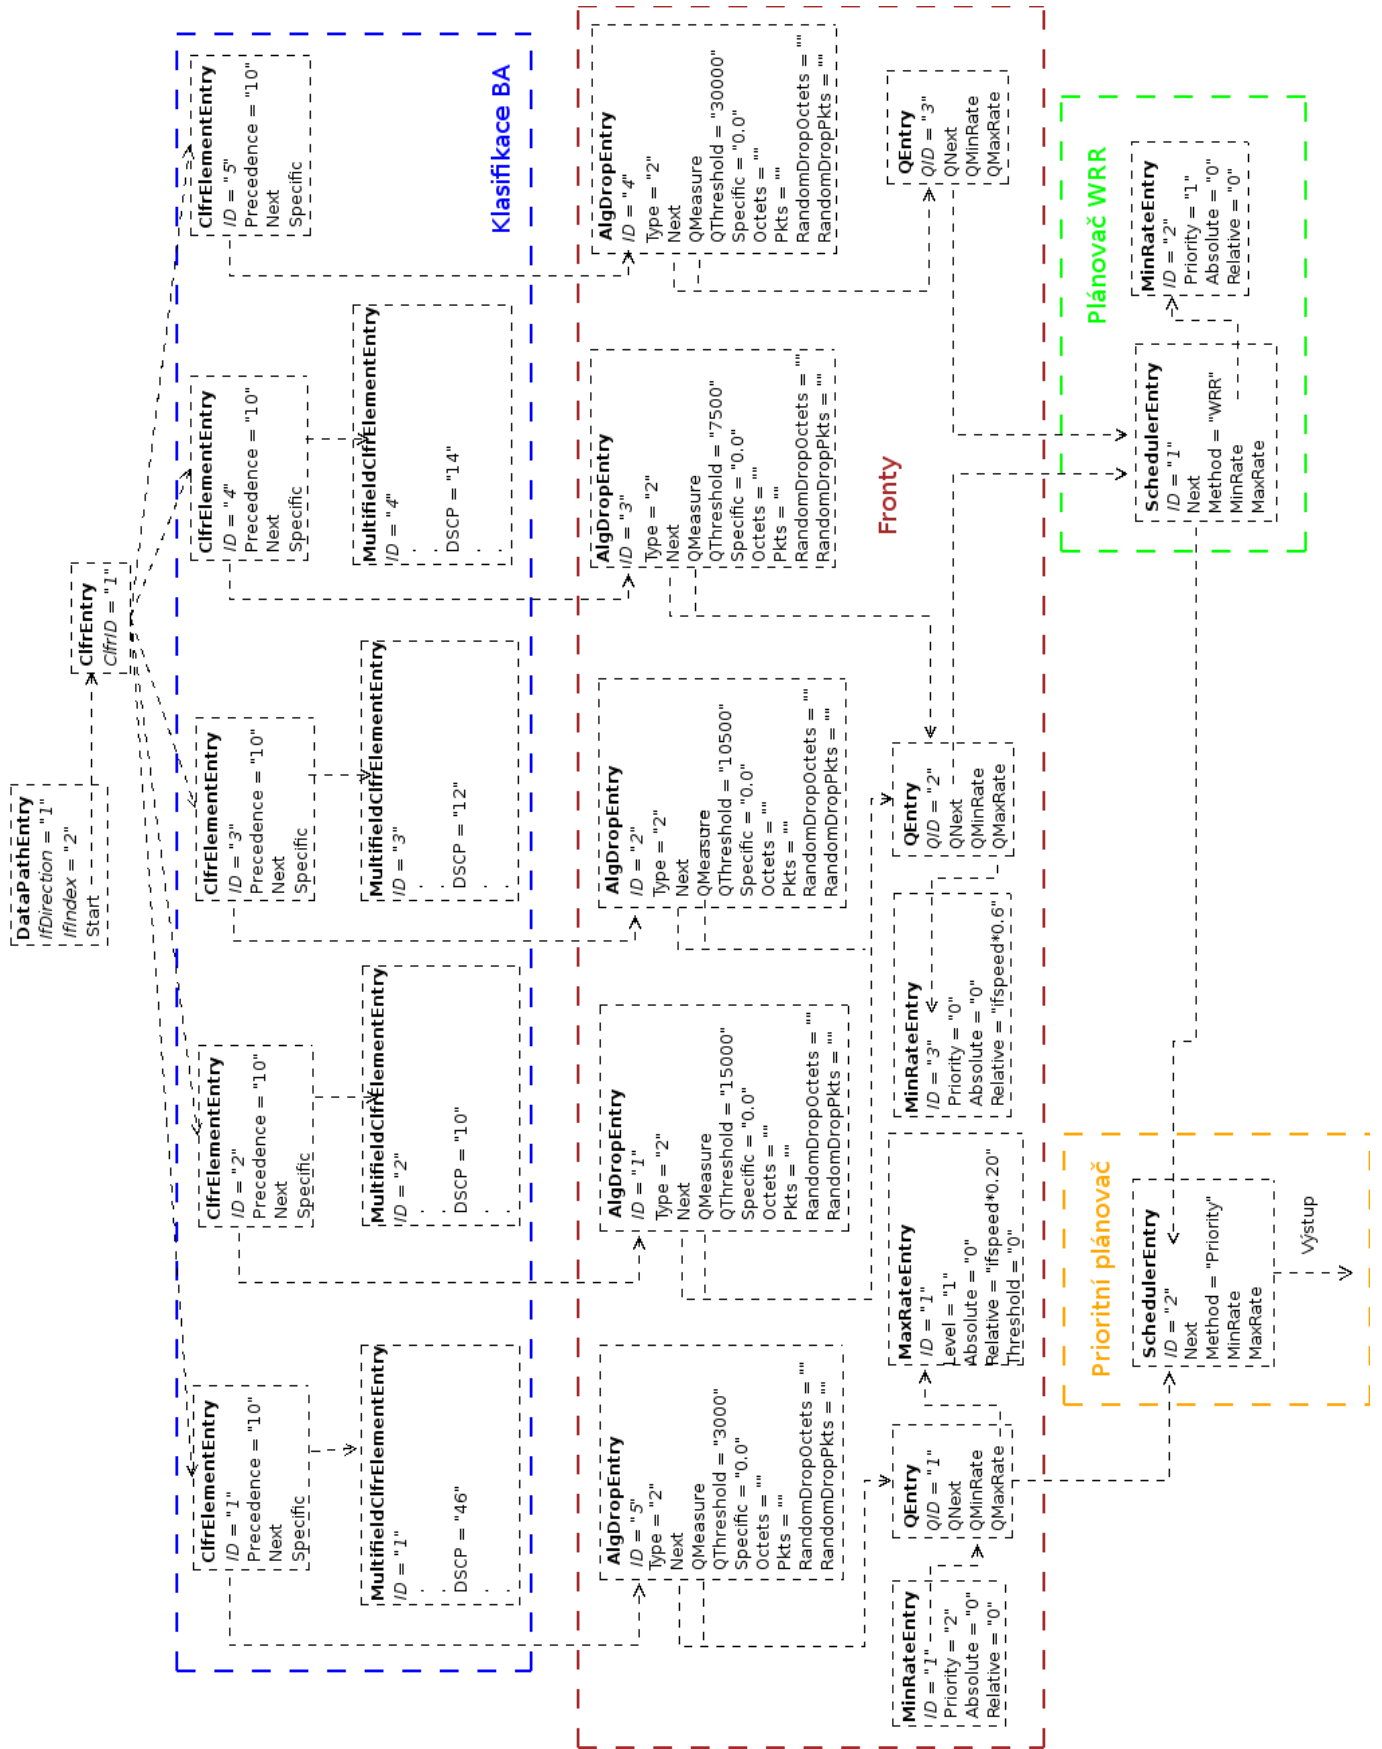 DataPathEntry
IfDirection = "1"
IfIndex = "2"
Start
ClfrEntry
ClfrID = "1"
Klasifikace BA
ClfrElementEntry
ID = "1"
Precedence = "10"
Next
Specific
MultifieldClfrElementEntry
ID = "1"
.
.
DSCP = "46"
.
.
ClfrElementEntry
ID = "2"
Precedence = "10"
Next
Specific
MultifieldClfrElementEntry
ID = "2"
.
.
DSCP = "10"
.
.
ClfrElementEntry
ID = "3"
Precedence = "10"
Next
Specific
MultifieldClfrElementEntry
ID = "3"
.
.
DSCP = "12"
.
.
ClfrElementEntry
ID = "4"
Precedence = "10"
Next
Specific
MultifieldClfrElementEntry
ID = "4"
.
.
DSCP = "14"
.
.
ClfrElementEntry
ID = "5"
Precedence = "10"
Next
Specific
Fronty
AlgDropEntry
ID = "5"
Type = "2"
Next
QMeasure
QThreshold = "3000"
Specific = "0.0"
Octets = ""
Pkts = ""
RandomDropOctets = ""
RandomDropPkts = ""
AlgDropEntry
ID = "1"
Type = "2"
Next
QMeasure
QThreshold = "15000"
Specific = "0.0"
Octets = ""
Pkts = ""
RandomDropOctets = ""
RandomDropPkts = ""
AlgDropEntry
ID = "2"
Type = "2"
Next
QMeasure
QThreshold = "10500"
Specific = "0.0"
Octets = ""
Pkts = ""
RandomDropOctets = ""
RandomDropPkts = ""
AlgDropEntry
ID = "3"
Type = "2"
Next
QMeasure
QThreshold = "7500"
Specific = "0.0"
Octets = ""
Pkts = ""
RandomDropOctets = ""
RandomDropPkts = ""
AlgDropEntry
ID = "4"
Type = "2"
Next
QMeasure
QThreshold = "30000"
Specific = "0.0"
Octets = ""
Pkts = ""
RandomDropOctets = ""
RandomDropPkts = ""
MinRateEntry
ID = "1"
Priority = "2"
Absolute = "0"
Relative = "0"
QEntry
QID = "1"
QNext
QMinRate
QMaxRate
MaxRateEntry
ID = "1"
Level = "1"
Absolute = "0"
Relative = "ifspeed*0.20"
Threshold = "0"
MinRateEntry
ID = "3"
Priority = "0"
Absolute = "0"
Relative = "ifspeed*0.6"
QEntry
QID = "2"
QNext
QMinRate
QMaxRate
QEntry
QID = "3"
QNext
QMinRate
QMaxRate
Prioritní plánovač
SchedulerEntry
ID = "2"
Next
Method = "Priority"
MinRate
MaxRate
Výstup
Plánovač WRR
SchedulerEntry
ID = "1"
Next
Method = "WRR"
MinRate
MaxRate
MinRateEntry
ID = "2"
Priority = "1"
Absolute = "0"
Relative = "0"